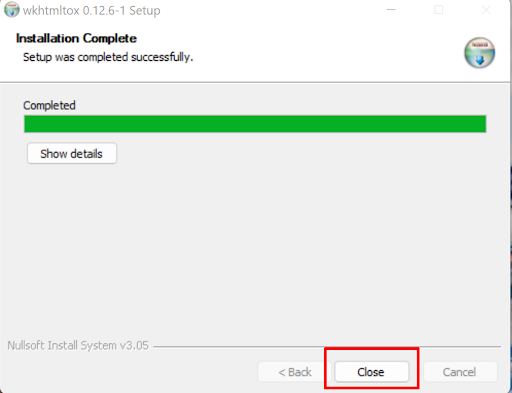 wkhtmltox 0.12.6-1 Setup
Installation Complete
Setup was completed successfully.
Completed
Show details
Nullsoft Install System v3.05
< Back Close Cancel